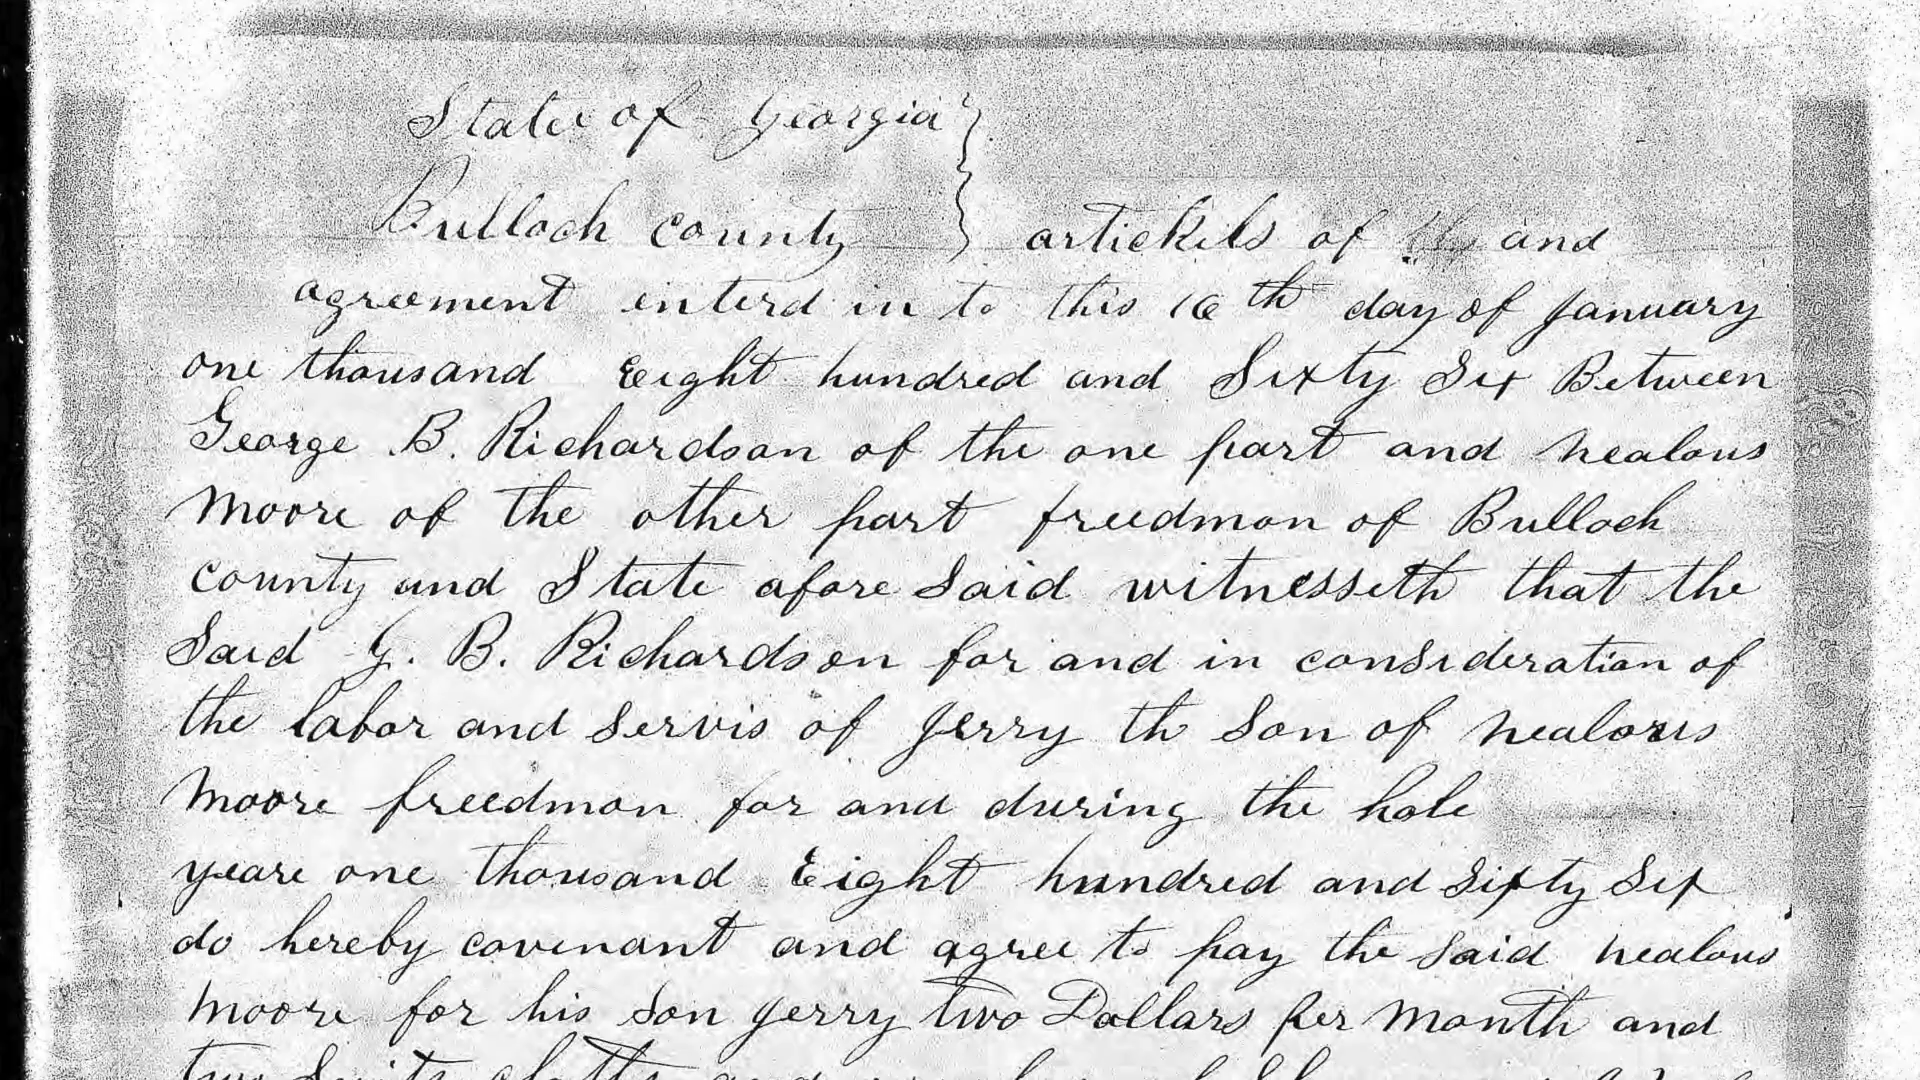 State of Georgia
Bulloch county artickils of and
agreement enterd in to this 16th day of January
one thousand Eight hundred and Sixty Six Between
George B. Richardson of the one part and nealous
moore of the other part freedman of Bulloch
county and State afore Said witnesseth that the
Said G. B. Richardson for and in consideration of
the labor and servis of Jerry th Son of nealous
moore freedman for and during the hole
yeare one thousand Eight hundred and Sixty Six
do hereby covenant and agree to pay the said nealous
moore for his son Jerry two Dollars per month and
two Suits